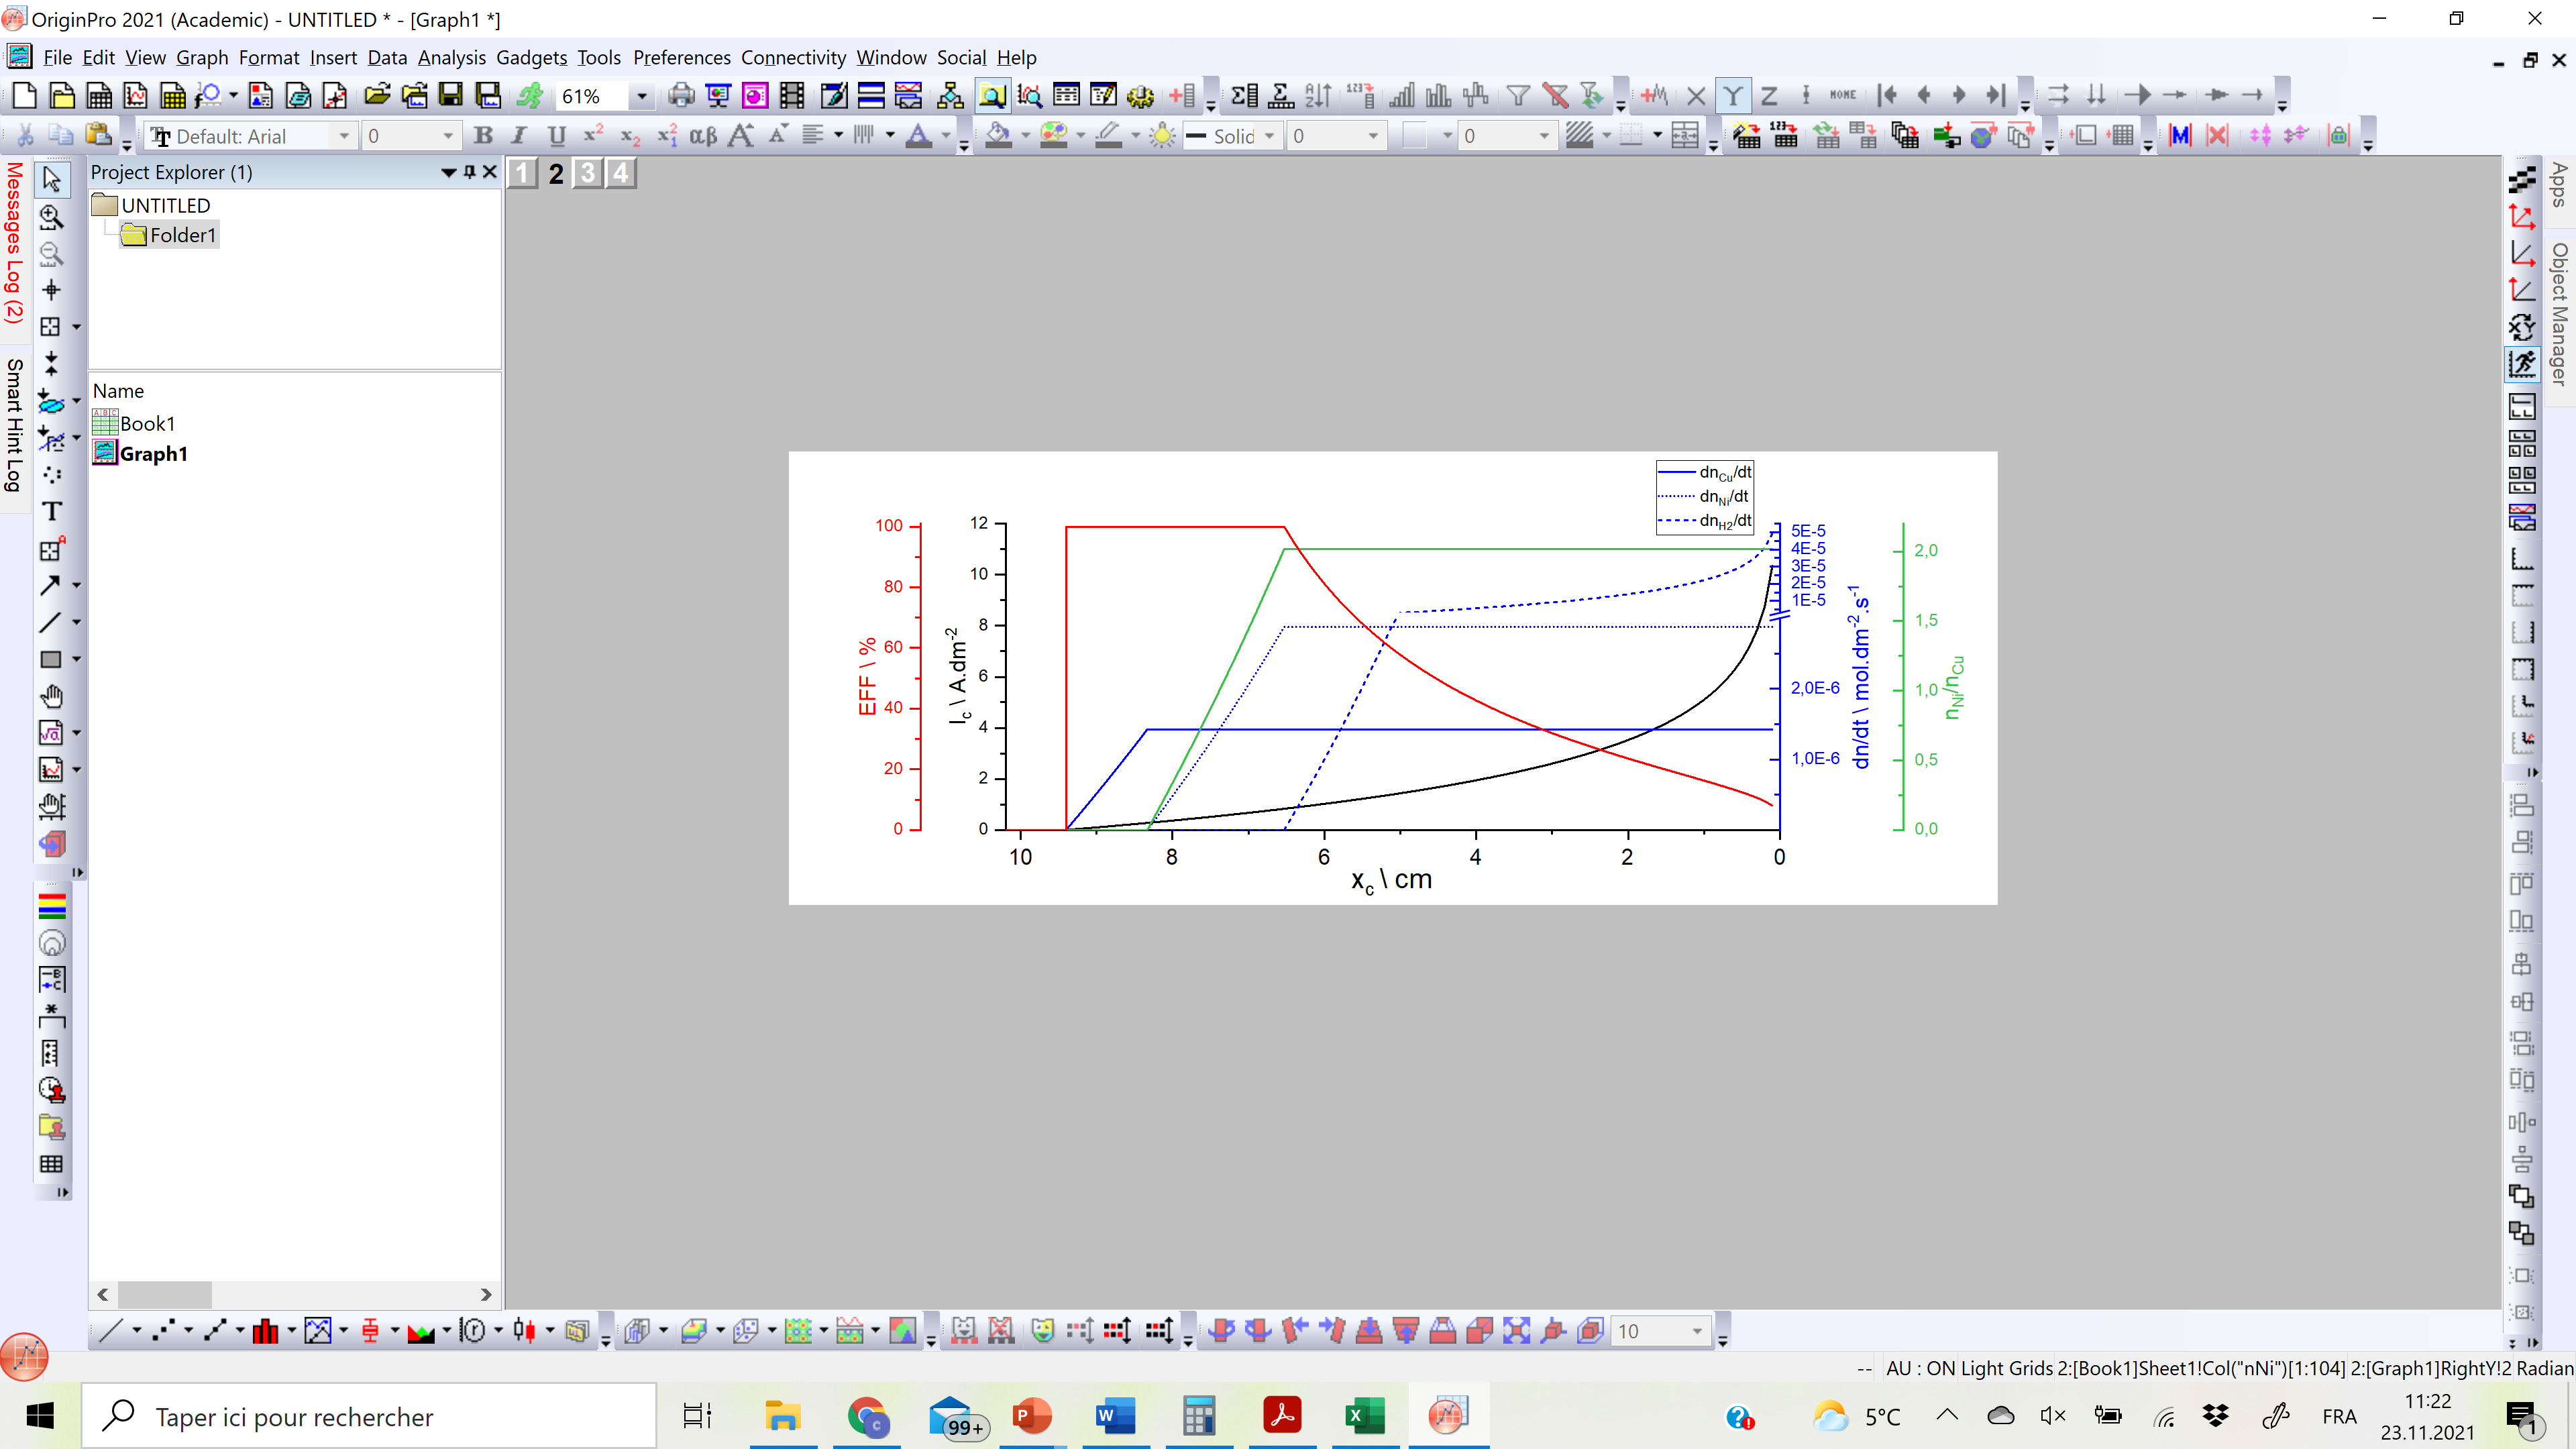 OriginPro 2021 (Academic) - UNTITLED * - [Graph1 *]
File Edit View Graph Format Insert Data Analysis Gadgets Tools Preferences Connectivity Window Social Help
61%
HOME
Default: Arial
0
B I U x² x₂ αβ A A A
Solid
0
0
Messages Log (2)
Smart Hint Log
Project Explorer (1)
UNTITLED
Folder1
Name
Book1
Graph1
1 2 3 4
Apps
Object Manager
dnCu/dt
dnNi/dt
dnH2/dt
EFF \ %
100
80
60
40
20
0
Ic \ A.dm-2
12
10
8
6
4
2
0
10 8 6 4 2 0
xc \ cm
5E-5
4E-5
3E-5
2E-5
1E-5
2,0E-6
1,0E-6
dn/dt \ mol.dm-2.s-1
2,0
1,5
1,0
0,5
0,0
nNi/nCu
10
-- AU : ON Light Grids 2:[Book1]Sheet1!Col("nNi")[1:104] 2:[Graph1]RightY!2 Radian
Taper ici pour rechercher
99+
5°C
FRA
11:22
23.11.2021
1